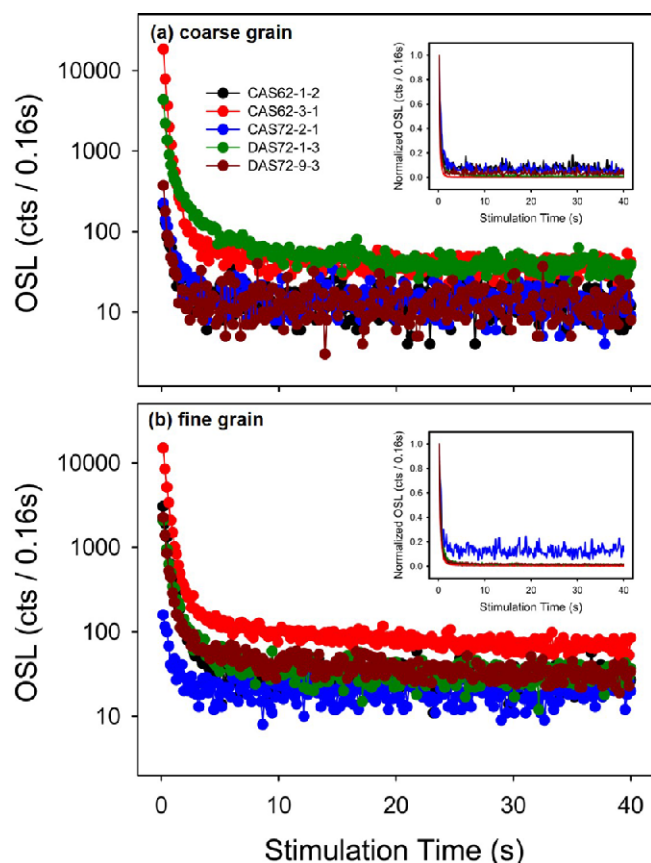 (a) coarse grain
OSL (cts / 0.16s)
10000
1000
100
10
CAS62-1-2
CAS62-3-1
CAS72-2-1
DAS72-1-3
DAS72-9-3
Normalized OSL (cts / 0.16s)
1.0
0.8
0.6
0.4
0.2
0.0
0 10 20 30 40
Stimulation Time (s)
(b) fine grain
OSL (cts / 0.16s)
10000
1000
100
10
Normalized OSL (cts / 0.16s)
1.0
0.8
0.6
0.4
0.2
0.0
0 10 20 30 40
Stimulation Time (s)
0 10 20 30 40
Stimulation Time (s)